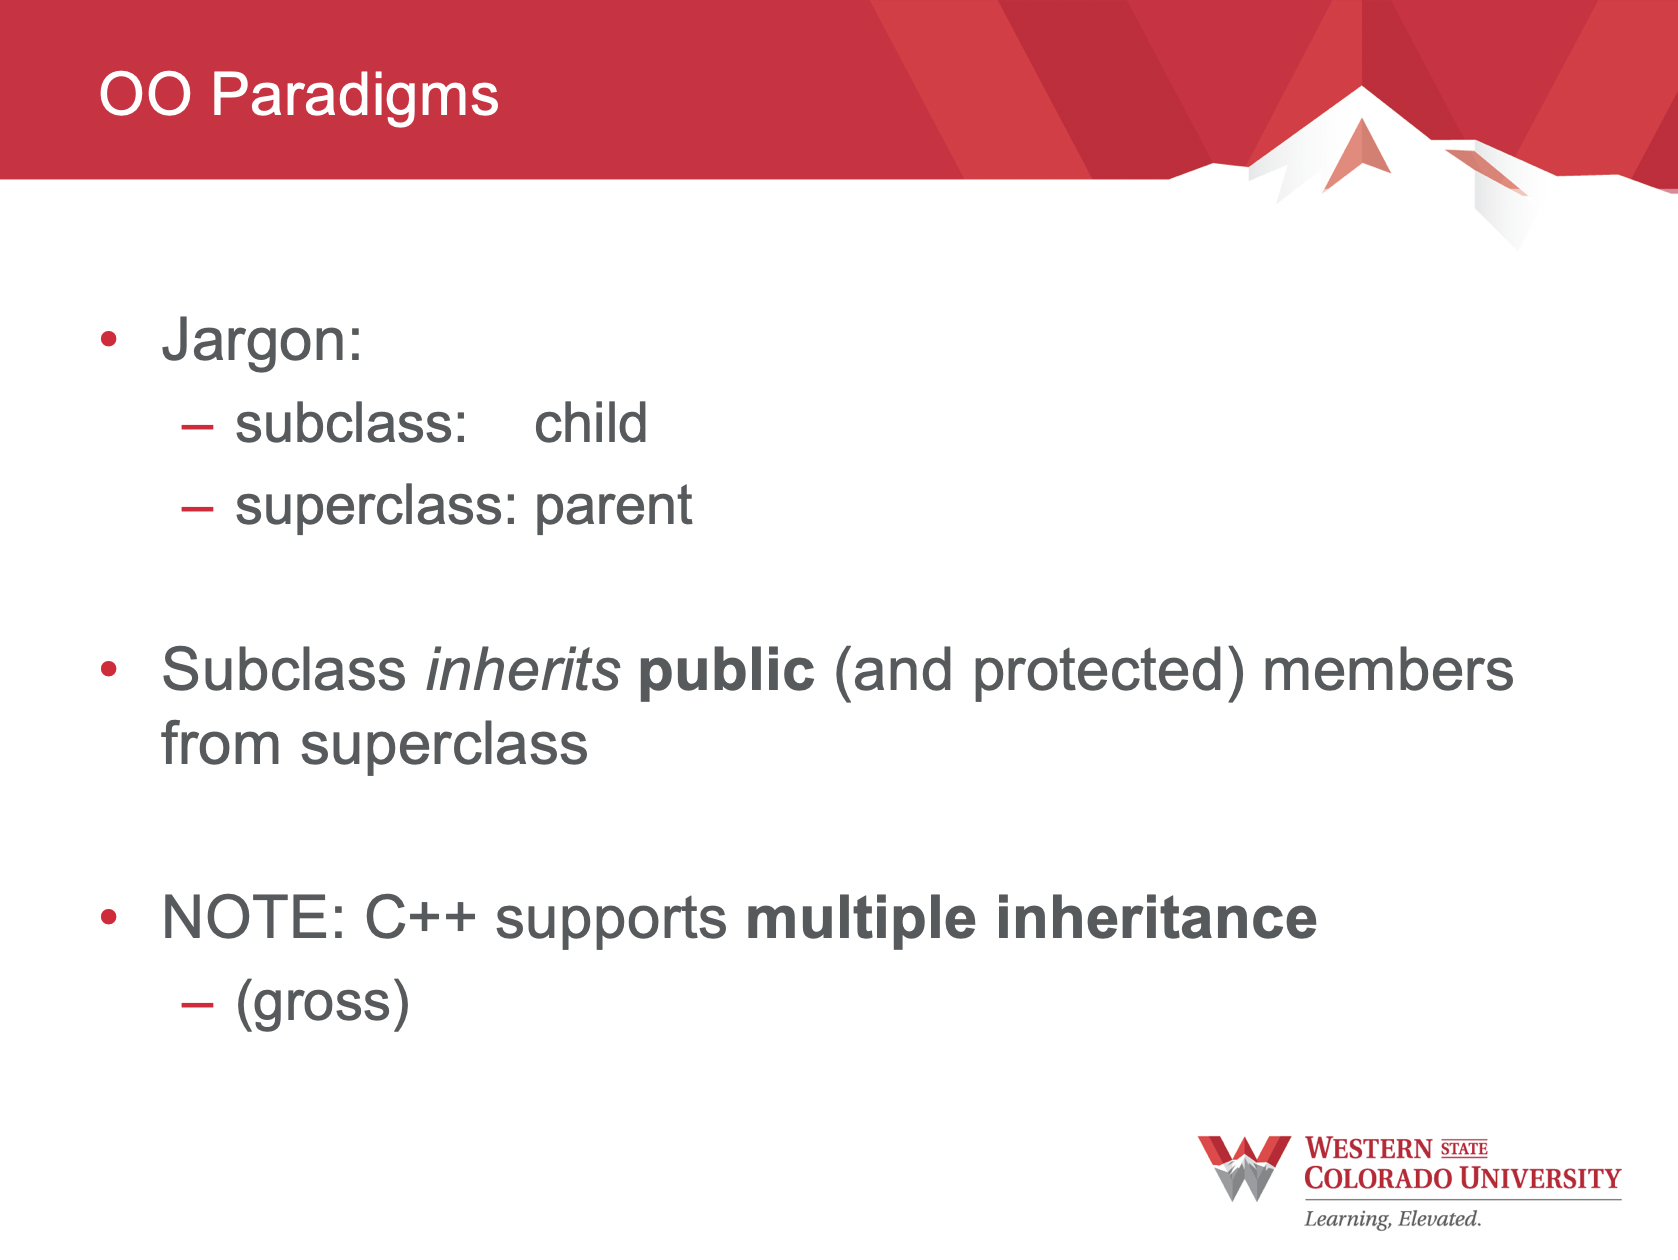 OO Paradigms
• Jargon:
– subclass: child
– superclass: parent
• Subclass inherits public (and protected) members
from superclass
• NOTE: C++ supports multiple inheritance
– (gross)
WESTERN STATE
COLORADO UNIVERSITY
Learning, Elevated.